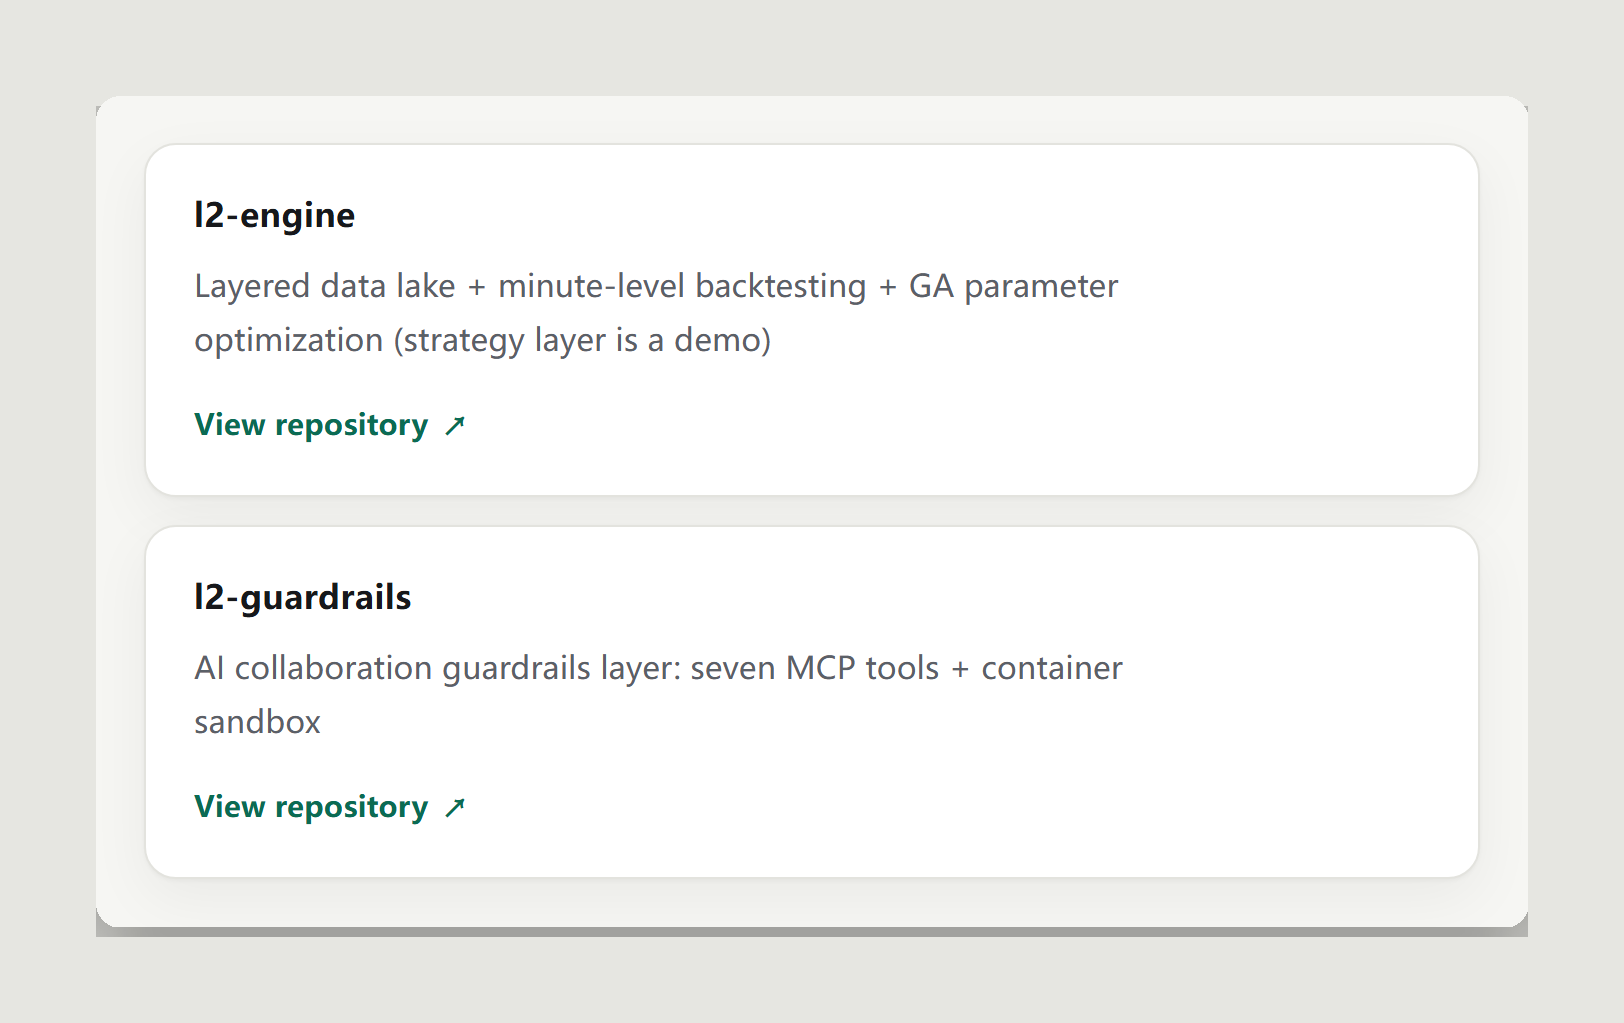 l2-engine
Layered data lake + minute-level backtesting + GA parameter
optimization (strategy layer is a demo)
View repository ↗
l2-guardrails
AI collaboration guardrails layer: seven MCP tools + container
sandbox
View repository ↗